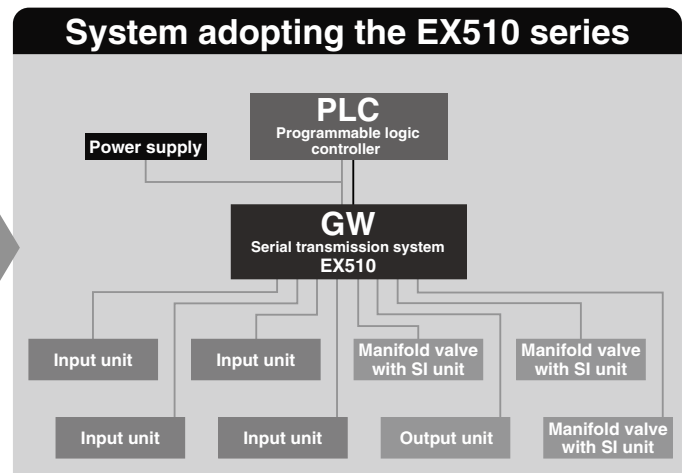 System adopting the EX510 series
PLC
Programmable logic
controller
Power supply
GW
Serial transmission system
EX510
Input unit
Input unit
Manifold valve
with SI unit
Manifold valve
with SI unit
Input unit
Input unit
Output unit
Manifold valve
with SI unit